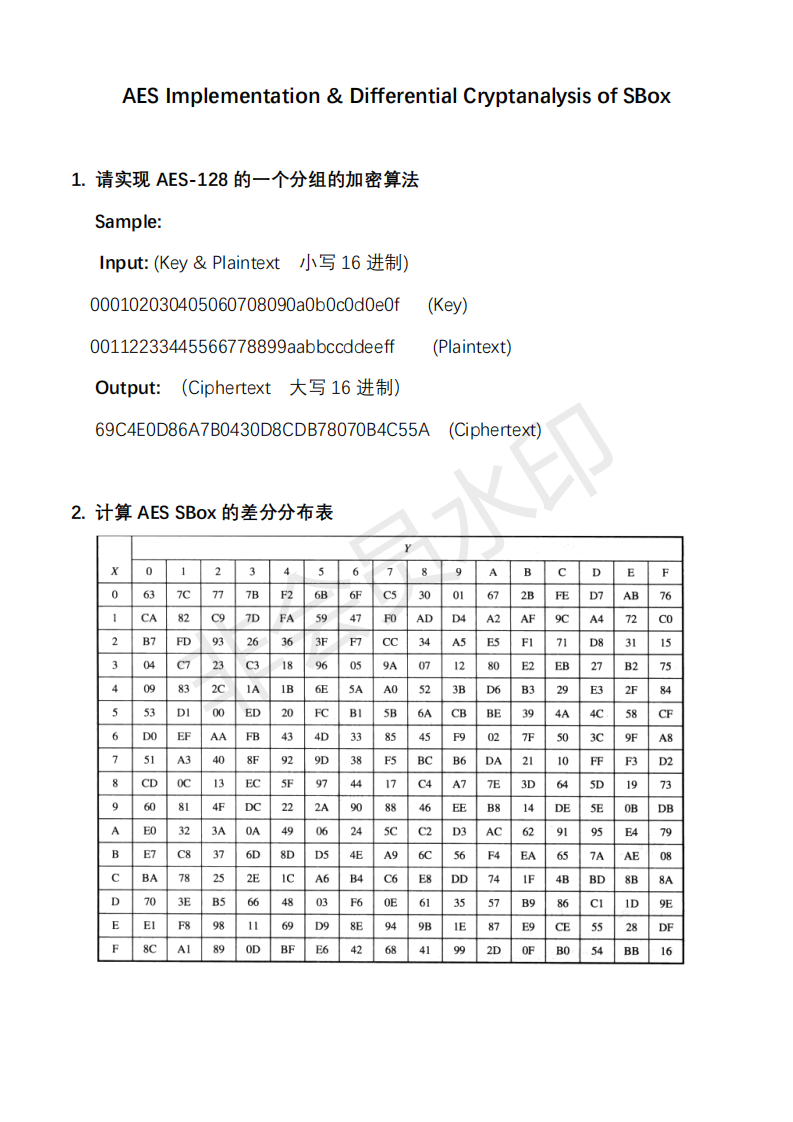 AES Implementation & Differential Cryptanalysis of SBox
1. 请实现 AES-128 的一个分组的加密算法
Sample:
Input: (Key & Plaintext 小写 16 进制)
000102030405060708090a0b0c0d0e0f (Key)
00112233445566778899aabbccddeeff (Plaintext)
Output: （Ciphertext 大写 16 进制）
69C4E0D86A7B0430D8CDB78070B4C55A (Ciphertext)
2. 计算 AES SBox 的差分分布表
Y
X 0 1 2 3 4 5 6 7 8 9 A B C D E F
0 63 7C 77 7B F2 6B 6F C5 30 01 67 2B FE D7 AB 76
1 CA 82 C9 7D FA 59 47 F0 AD D4 A2 AF 9C A4 72 C0
2 B7 FD 93 26 36 3F F7 CC 34 A5 E5 F1 71 D8 31 15
3 04 C7 23 C3 18 96 05 9A 07 12 80 E2 EB 27 B2 75
4 09 83 2C 1A 1B 6E 5A A0 52 3B D6 B3 29 E3 2F 84
5 53 D1 00 ED 20 FC B1 5B 6A CB BE 39 4A 4C 58 CF
6 D0 EF AA FB 43 4D 33 85 45 F9 02 7F 50 3C 9F A8
7 51 A3 40 8F 92 9D 38 F5 BC B6 DA 21 10 FF F3 D2
8 CD 0C 13 EC 5F 97 44 17 C4 A7 7E 3D 64 5D 19 73
9 60 81 4F DC 22 2A 90 88 46 EE B8 14 DE 5E 0B DB
A E0 32 3A 0A 49 06 24 5C C2 D3 AC 62 91 95 E4 79
B E7 C8 37 6D 8D D5 4E A9 6C 56 F4 EA 65 7A AE 08
C BA 78 25 2E 1C A6 B4 C6 E8 DD 74 1F 4B BD 8B 8A
D 70 3E B5 66 48 03 F6 0E 61 35 57 B9 86 C1 1D 9E
E E1 F8 98 11 69 D9 8E 94 9B 1E 87 E9 CE 55 28 DF
F 8C A1 89 0D BF E6 42 68 41 99 2D 0F B0 54 BB 16
非会员水印